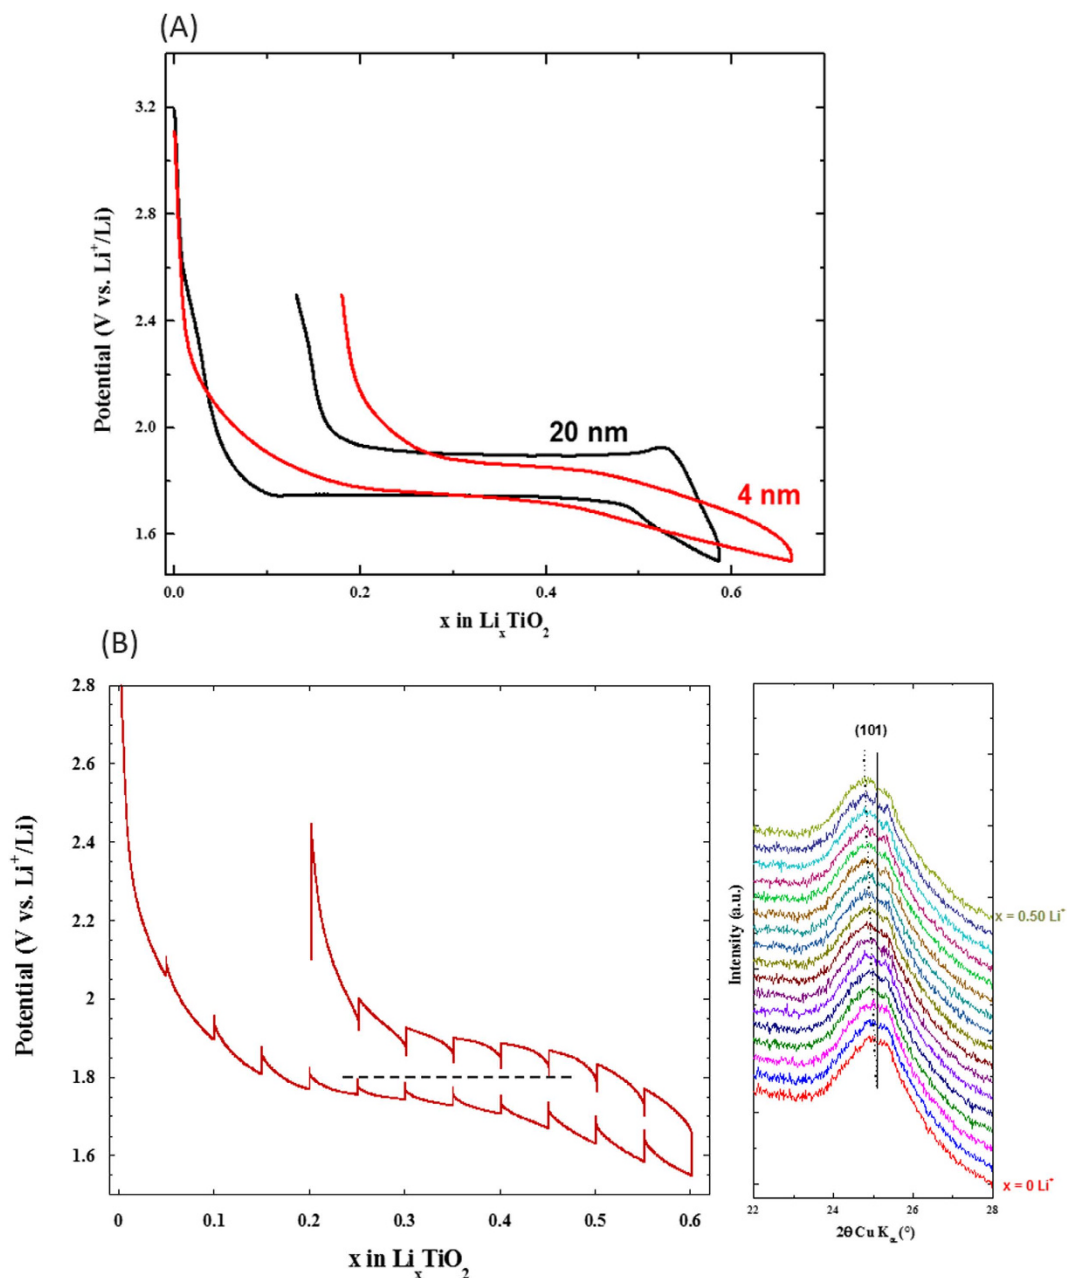 (A)
3.2
2.8
2.4
2.0
1.6
Potential (V vs. Li⁺/Li)
20 nm
4 nm
0.0
0.2
0.4
0.6
x in LiₓTiO₂
(B)
2.8
2.6
2.4
2.2
2
1.8
1.6
Potential (V vs. Li⁺/Li)
0
0.1
0.2
0.3
0.4
0.5
0.6
x in LiₓTiO₂
(101)
Intensity (a.u.)
x = 0.50 Li⁺
x = 0 Li⁺
22
24
26
28
2θ Cu Kα (°)